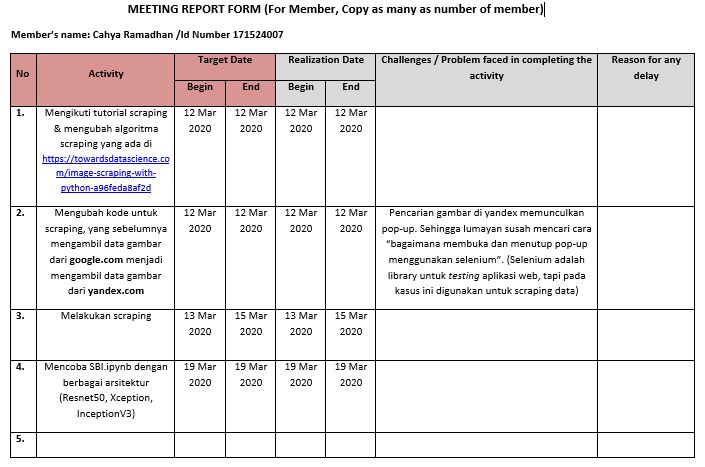 MEETING REPORT FORM (For Member, Copy as many as number of member)
Member's name: Cahya Ramadhan /Id Number 171524007
No
Activity
Target Date
Realization Date
Challenges / Problem faced in completing the
activity
Reason for any
delay
Begin
End
Begin
End
1.
Mengikuti tutorial scraping
& mengubah algoritma
scraping yang ada di
https://towardsdatascience.co
m/image-scraping-with-
python-a96feda8af2d
12 Mar
2020
12 Mar
2020
12 Mar
2020
12 Mar
2020
2.
Mengubah kode untuk
scraping, yang sebelumnya
mengambil data gambar
dari google.com menjadi
mengambil data gambar
dari yandex.com
12 Mar
2020
12 Mar
2020
12 Mar
2020
12 Mar
2020
Pencarian gambar di yandex memunculkan
pop-up. Sehingga lumayan susah mencari cara
"bagaimana membuka dan menutup pop-up
menggunakan selenium". (Selenium adalah
library untuk testing aplikasi web, tapi pada
kasus ini digunakan untuk scraping data)
3.
Melakukan scraping
13 Mar
2020
15 Mar
2020
13 Mar
2020
15 Mar
2020
4.
Mencoba SBI.ipynb dengan
berbagai arsitektur
(Resnet50, Xception,
InceptionV3)
19 Mar
2020
19 Mar
2020
19 Mar
2020
19 Mar
2020
5.